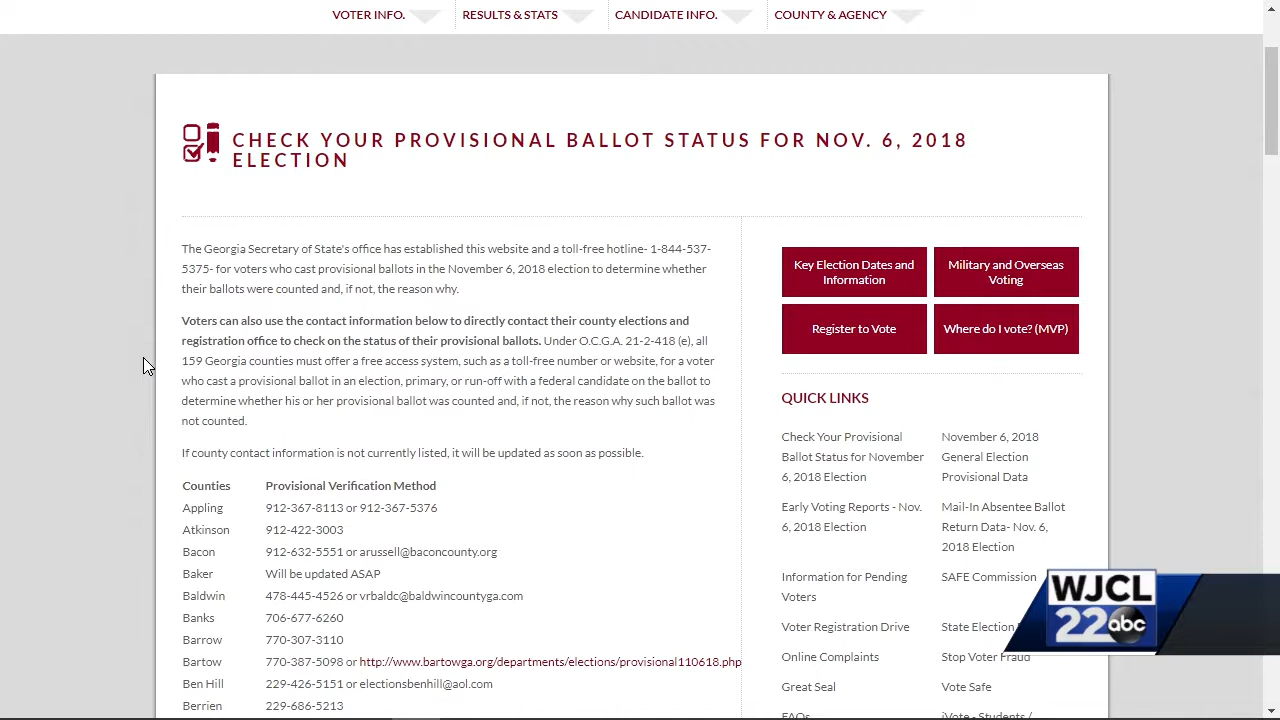 VOTER INFO. RESULTS & STATS CANDIDATE INFO. COUNTY & AGENCY
CHECK YOUR PROVISIONAL BALLOT STATUS FOR NOV. 6, 2018
ELECTION
The Georgia Secretary of State's office has established this website and a toll-free hotline- 1-844-537-
5375- for voters who cast provisional ballots in the November 6, 2018 election to determine whether
their ballots were counted and, if not, the reason why.
Voters can also use the contact information below to directly contact their county elections and
registration office to check on the status of their provisional ballots. Under O.C.G.A. 21-2-418 (e), all
159 Georgia counties must offer a free access system, such as a toll-free number or website, for a voter
who cast a provisional ballot in an election, primary, or run-off with a federal candidate on the ballot to
determine whether his or her provisional ballot was counted and, if not, the reason why such ballot was
not counted.
If county contact information is not currently listed, it will be updated as soon as possible.
Counties Provisional Verification Method
Appling 912-367-8113 or 912-367-5376
Atkinson 912-422-3003
Bacon 912-632-5551 or arussell@baconcounty.org
Baker Will be updated ASAP
Baldwin 478-445-4526 or vrbaldc@baldwincountyga.com
Banks 706-677-6260
Barrow 770-307-3110
Bartow 770-387-5098 or http://www.bartowga.org/departments/elections/provisional110618.php
Ben Hill 229-426-5151 or electionsbenhill@aol.com
Berrien 229-686-5213
Key Election Dates and
Information
Military and Overseas
Voting
Register to Vote
Where do I vote? (MVP)
QUICK LINKS
Check Your Provisional
Ballot Status for November
6, 2018 Election
November 6, 2018
General Election
Provisional Data
Early Voting Reports - Nov.
6, 2018 Election
Mail-In Absentee Ballot
Return Data- Nov. 6,
2018 Election
Information for Pending
Voters
SAFE Commission
Voter Registration Drive
State Election
Online Complaints
Stop Voter Fraud
Great Seal
Vote Safe
FAQs
iVote - Students /
WJCL
22 abc